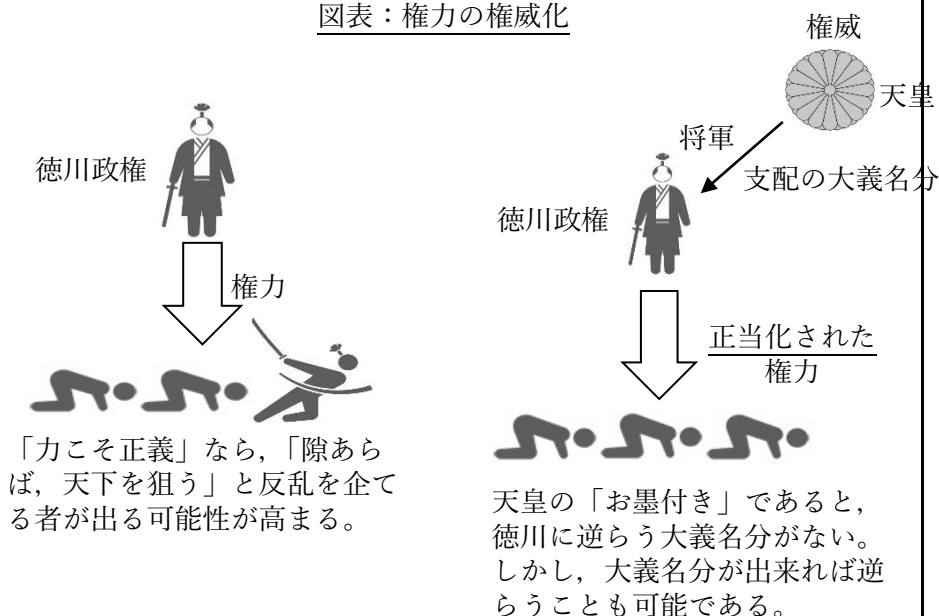 図表：権力の権威化
徳川政権
権力
「力こそ正義」なら，「隙あら
ば，天下を狙う」と反乱を企て
る者が出る可能性が高まる。
権威
天皇
将軍
支配の大義名分
徳川政権
正当化された
権力
天皇の「お墨付き」であると，
徳川に逆らう大義名分がない。
しかし，大義名分が出来れば逆
らうことも可能である。